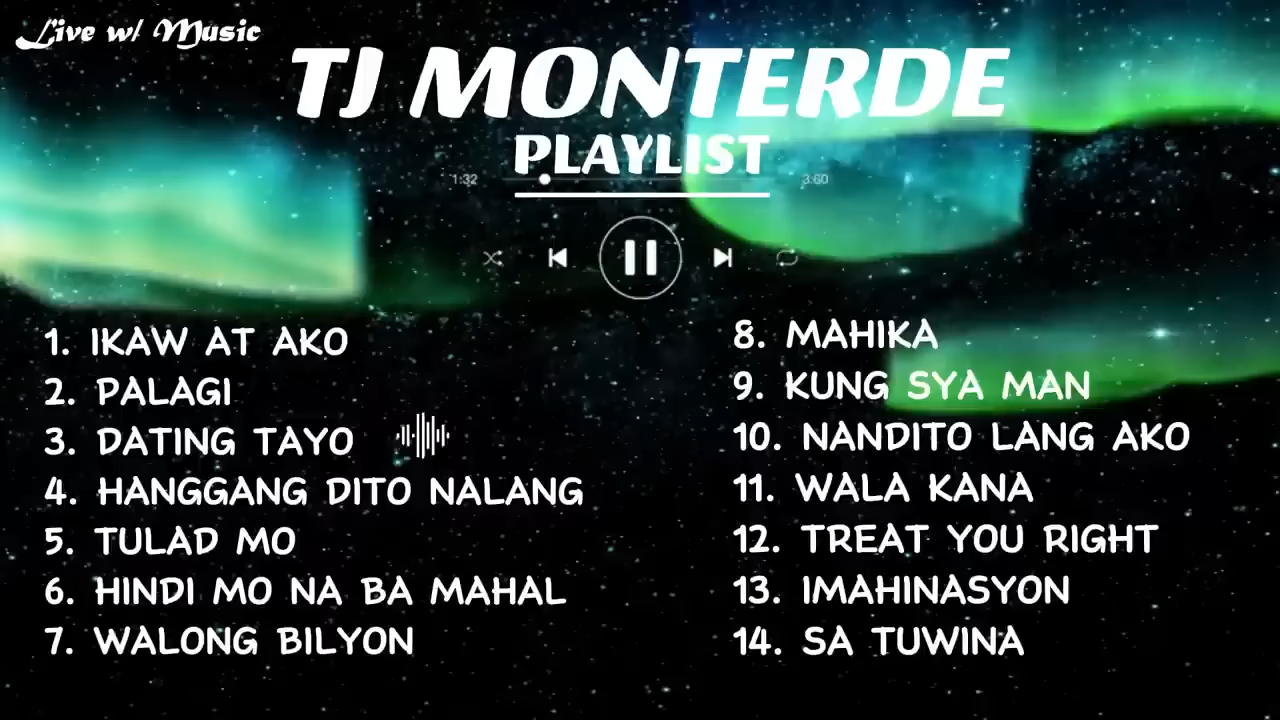 Live w/ Music
TJ MONTERDE
PLAYLIST
1:32
3:60
1. IKAW AT AKO
2. PALAGI
3. DATING TAYO
4. HANGGANG DITO NALANG
5. TULAD MO
6. HINDI MO NA BA MAHAL
7. WALONG BILYON
8. MAHIKA
9. KUNG SYA MAN
10. NANDITO LANG AKO
11. WALA KANA
12. TREAT YOU RIGHT
13. IMAHINASYON
14. SA TUWINA